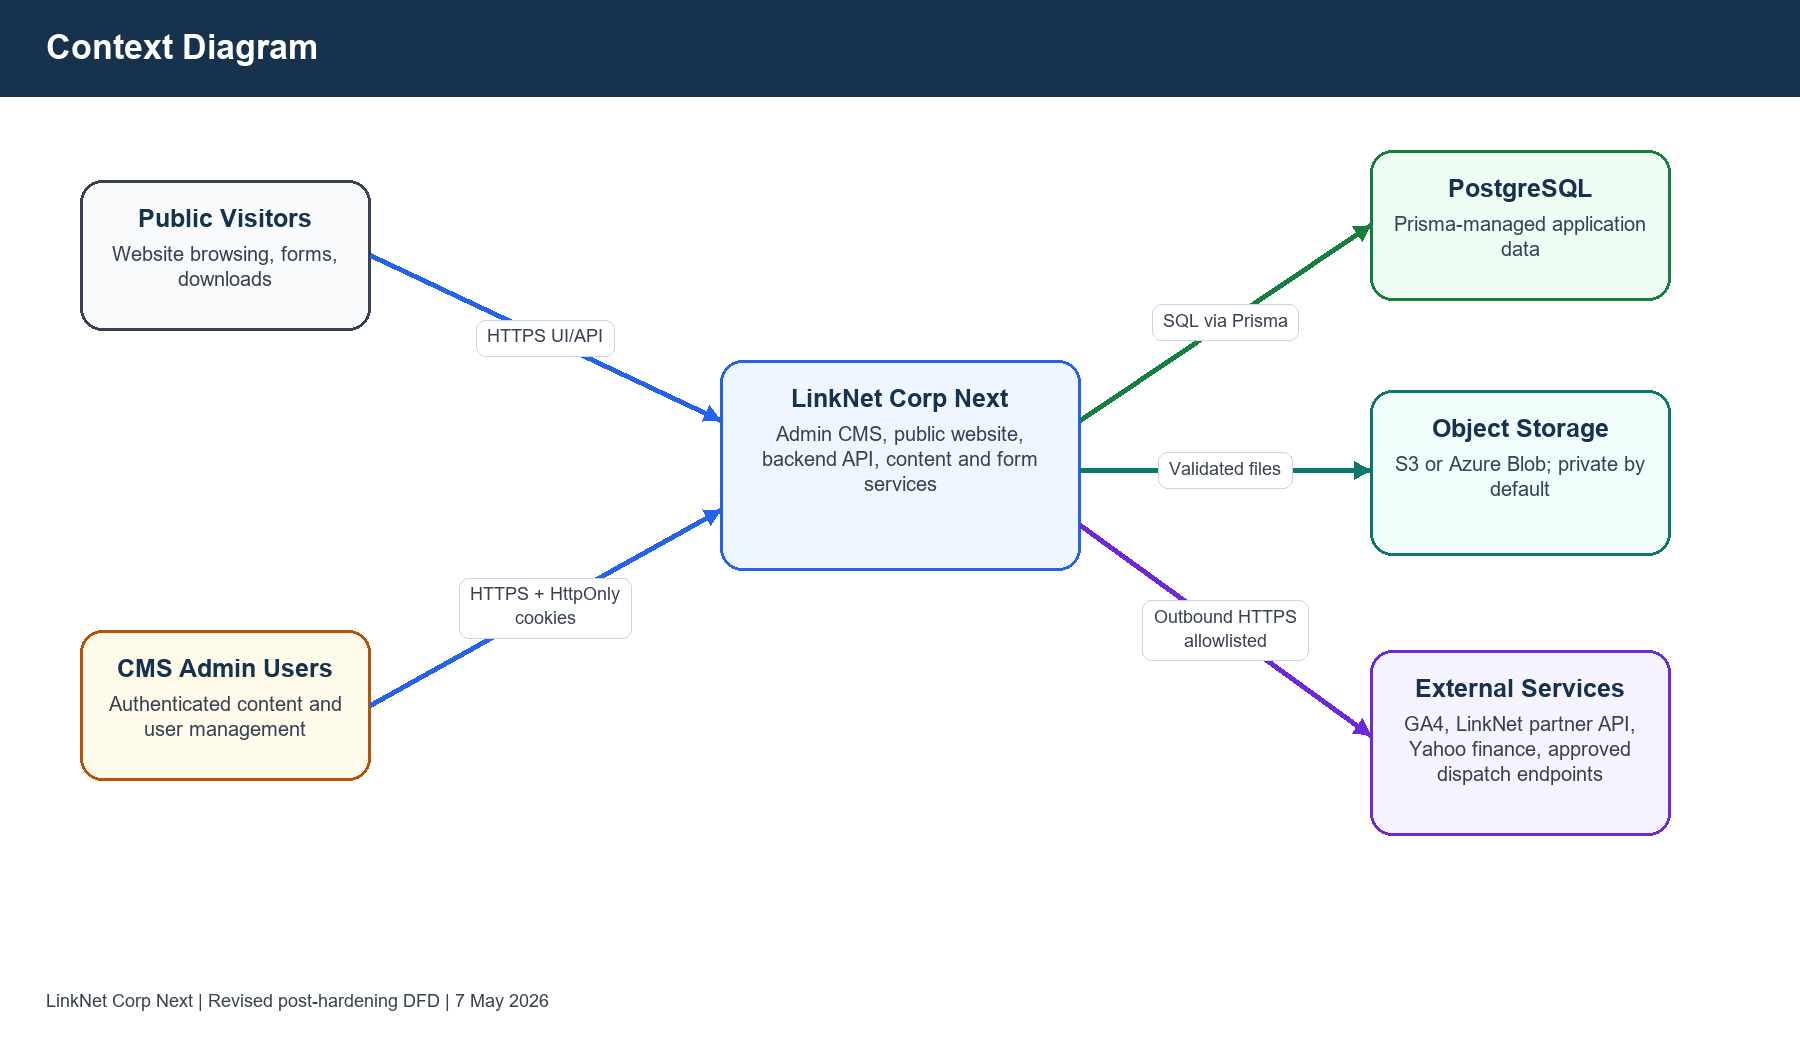 Context Diagram
Public Visitors
Website browsing, forms,
downloads
HTTPS UI/API
CMS Admin Users
Authenticated content and
user management
HTTPS + HttpOnly
cookies
LinkNet Corp Next
Admin CMS, public website,
backend API, content and form
services
SQL via Prisma
PostgreSQL
Prisma-managed application
data
Validated files
Object Storage
S3 or Azure Blob; private by
default
Outbound HTTPS
allowlisted
External Services
GA4, LinkNet partner API,
Yahoo finance, approved
dispatch endpoints
LinkNet Corp Next | Revised post-hardening DFD | 7 May 2026